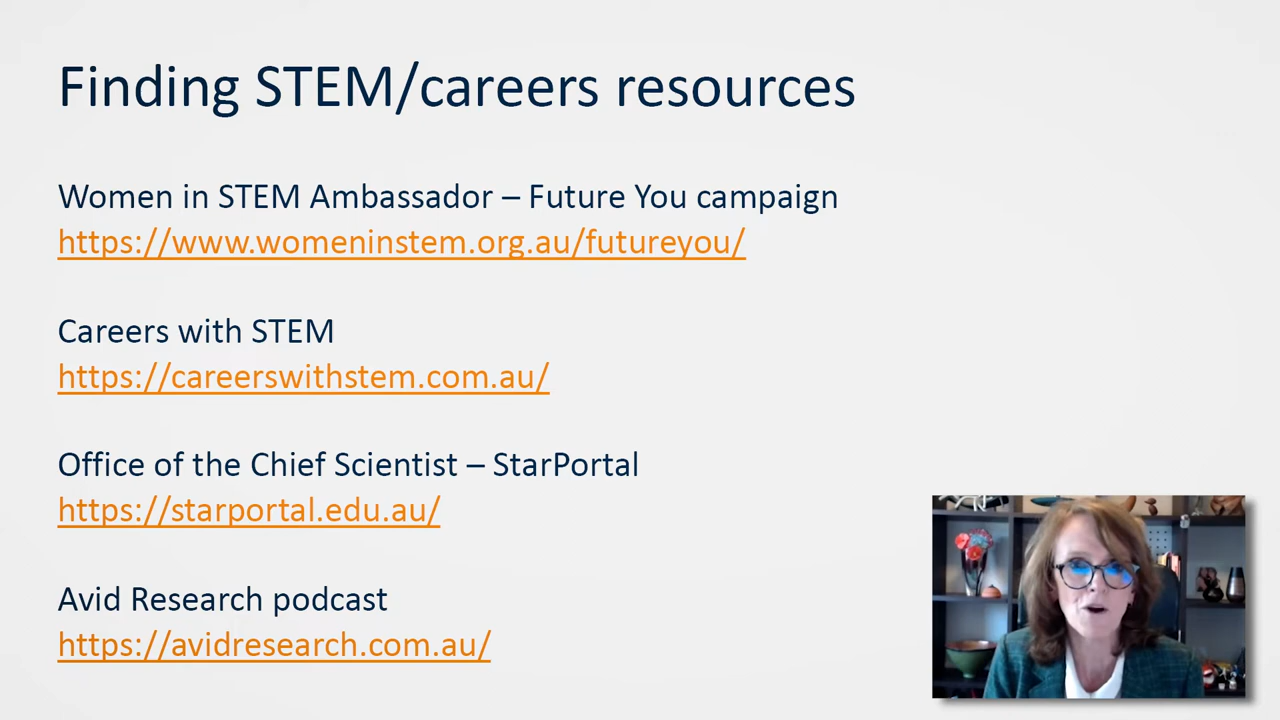 Finding STEM/careers resources
Women in STEM Ambassador – Future You campaign
https://www.womeninstem.org.au/futureyou/
Careers with STEM
https://careerswithstem.com.au/
Office of the Chief Scientist – StarPortal
https://starportal.edu.au/
Avid Research podcast
https://avidresearch.com.au/